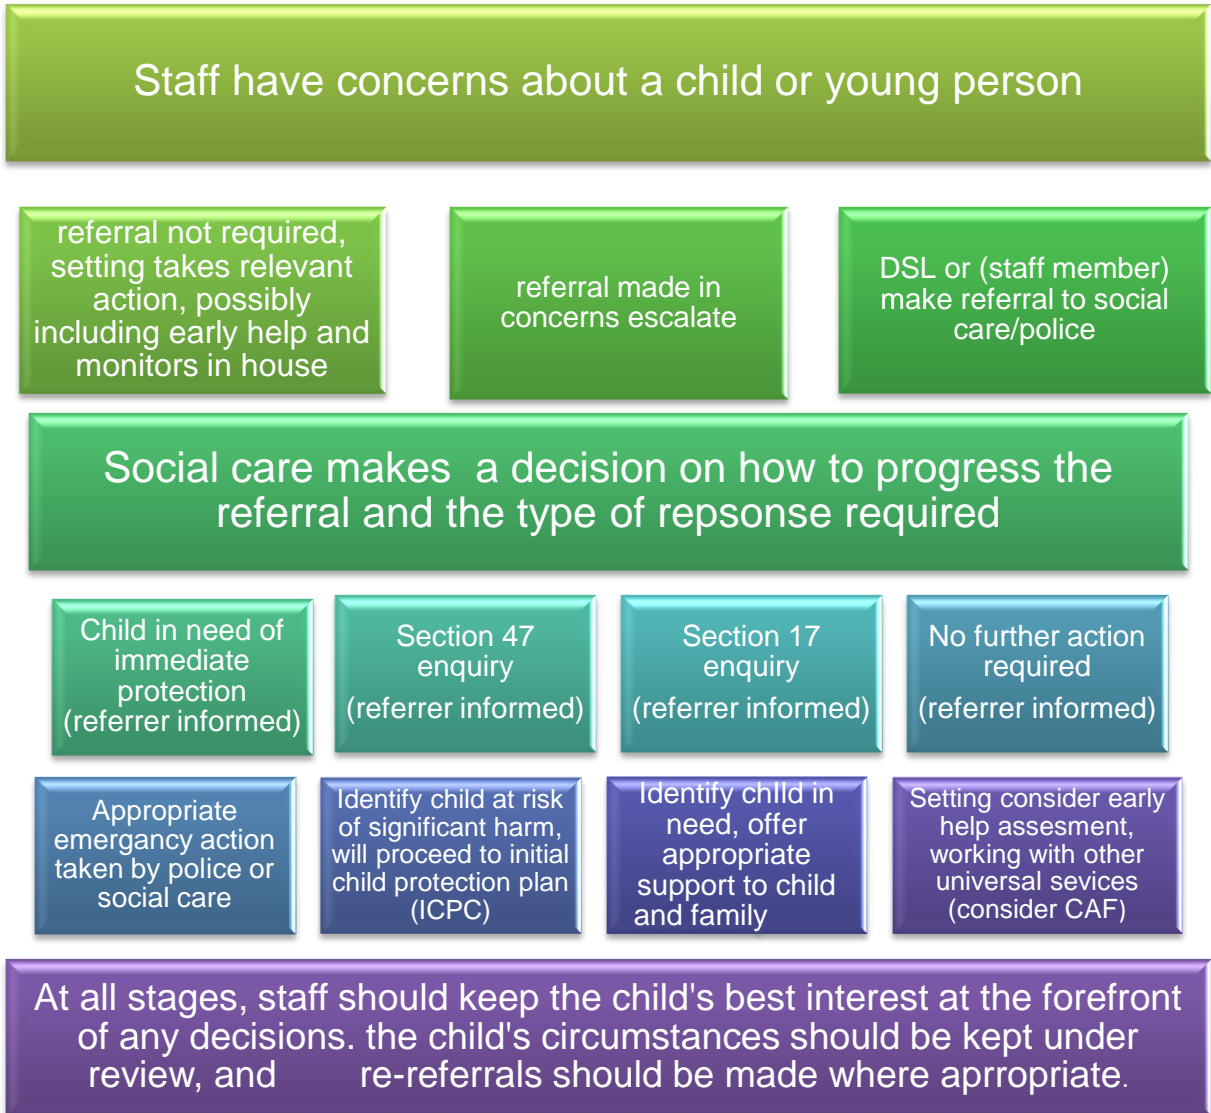 Staff have concerns about a child or young person
referral not required,
setting takes relevant
action, possibly
including early help and
monitors in house
referral made in
concerns escalate
DSL or (staff member)
make referral to social
care/police
Social care makes  a decision on how to progress the
referral and the type of repsonse required
Child in need of
immediate
protection
(referrer informed)
Section 47
enquiry
(referrer informed)
Section 17
enquiry
(referrer informed)
No further action
required
(referrer informed)
Appropriate
emergancy action
taken by police or
social care
Identify child at risk
of significant harm,
will proceed to initial
child protection plan
(ICPC)
Identify chIld in
need, offer
appropriate
support to child
and family
Setting consider early
help assesment,
working with other
universal sevices
(consider CAF)
At all stages, staff should keep the child's best interest at the forefront
of any decisions. the child's circumstances should be kept under
review, and       re-referrals should be made where aprropriate.